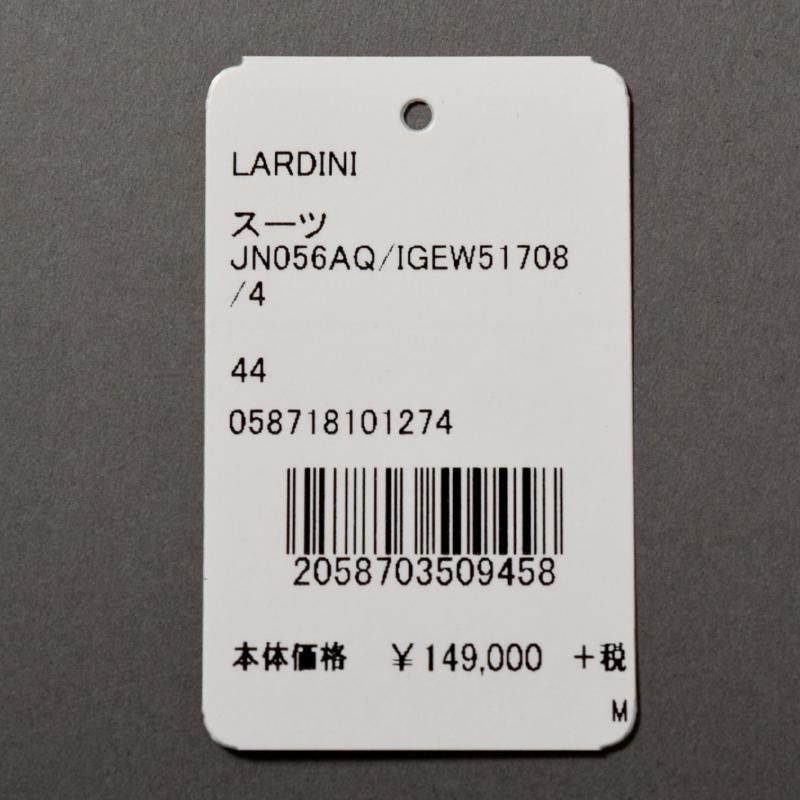 LARDINI
スーツ
JN056AQ/IGEW51708
/4
44
058718101274
2058703509458
本体価格 ¥149,000 +税
M